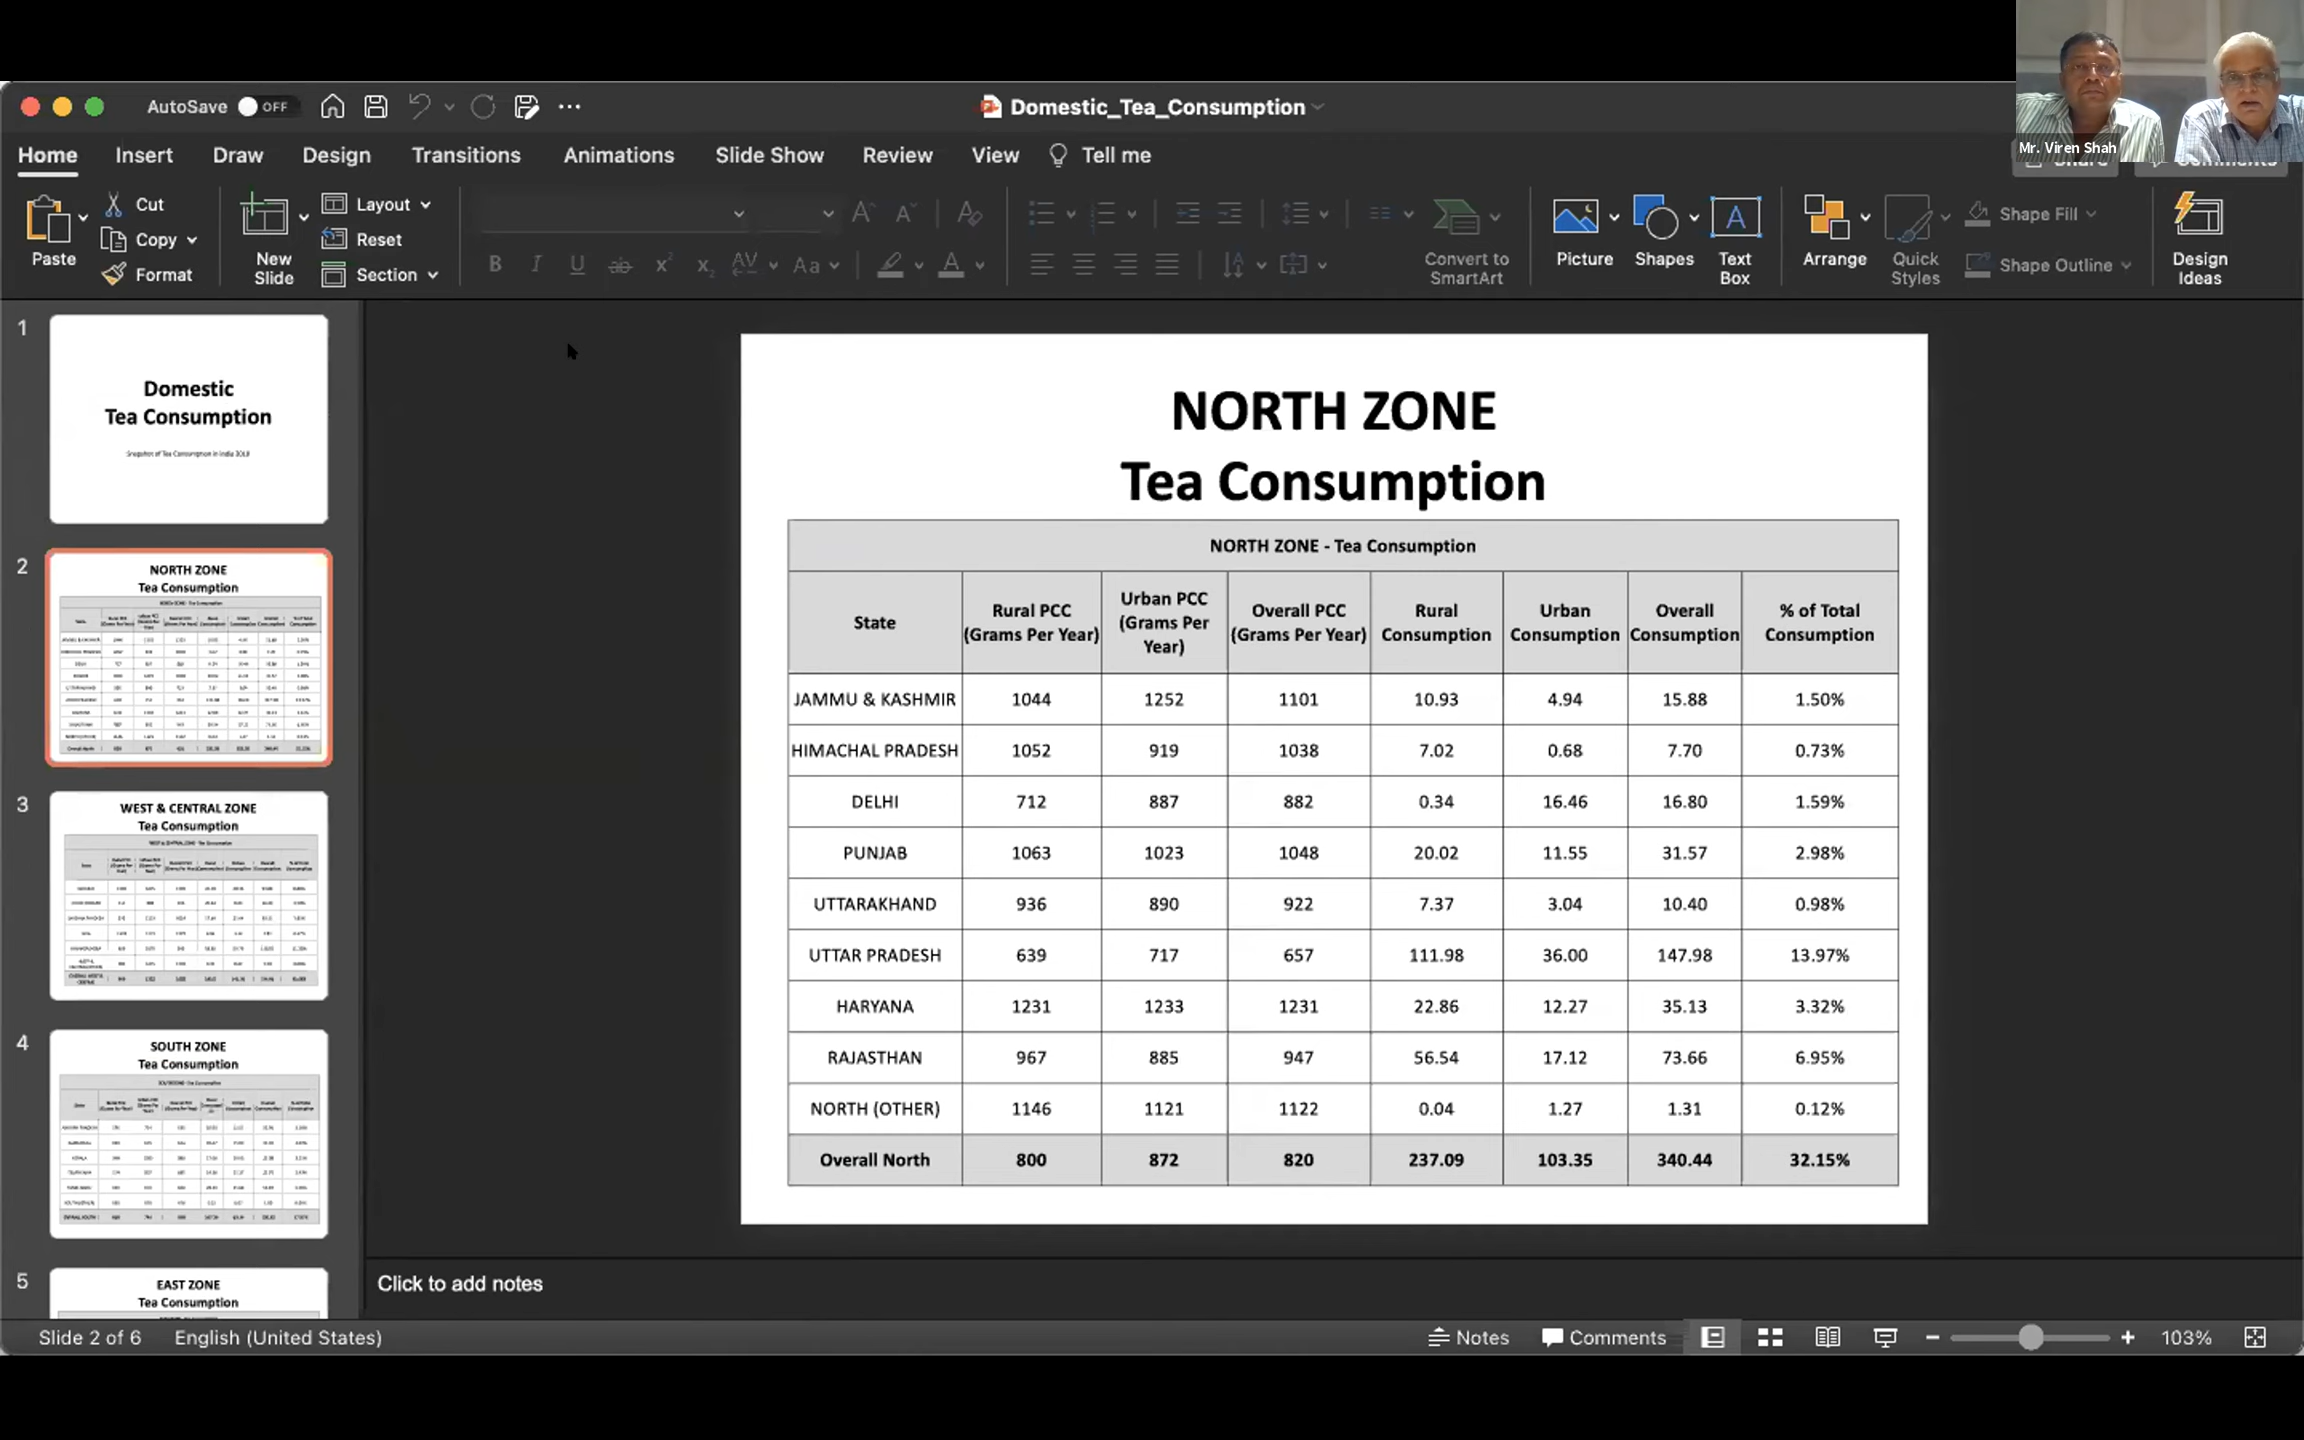 AutoSave OFF
Domestic_Tea_Consumption
Mr. Viren Shah
Home Insert Draw Design Transitions Animations Slide Show Review View Tell me
Paste
Cut
Copy
Format
New Slide
Layout
Reset
Section
Convert to SmartArt
Picture
Shapes
Text Box
Arrange
Quick Styles
Shape Fill
Shape Outline
Design Ideas
1
Domestic
Tea Consumption
Snapshot of Tea Consumption in India 2018
2
NORTH ZONE
Tea Consumption
3
WEST & CENTRAL ZONE
Tea Consumption
4
SOUTH ZONE
Tea Consumption
5
EAST ZONE
Tea Consumption
NORTH ZONE
Tea Consumption
NORTH ZONE - Tea Consumption
State Rural PCC (Grams Per Year) Urban PCC (Grams Per Year) Overall PCC (Grams Per Year) Rural Consumption Urban Consumption Overall Consumption % of Total Consumption
JAMMU & KASHMIR 1044 1252 1101 10.93 4.94 15.88 1.50%
HIMACHAL PRADESH 1052 919 1038 7.02 0.68 7.70 0.73%
DELHI 712 887 882 0.34 16.46 16.80 1.59%
PUNJAB 1063 1023 1048 20.02 11.55 31.57 2.98%
UTTARAKHAND 936 890 922 7.37 3.04 10.40 0.98%
UTTAR PRADESH 639 717 657 111.98 36.00 147.98 13.97%
HARYANA 1231 1233 1231 22.86 12.27 35.13 3.32%
RAJASTHAN 967 885 947 56.54 17.12 73.66 6.95%
NORTH (OTHER) 1146 1121 1122 0.04 1.27 1.31 0.12%
Overall North 800 872 820 237.09 103.35 340.44 32.15%
Click to add notes
Slide 2 of 6 English (United States) Notes Comments 103%